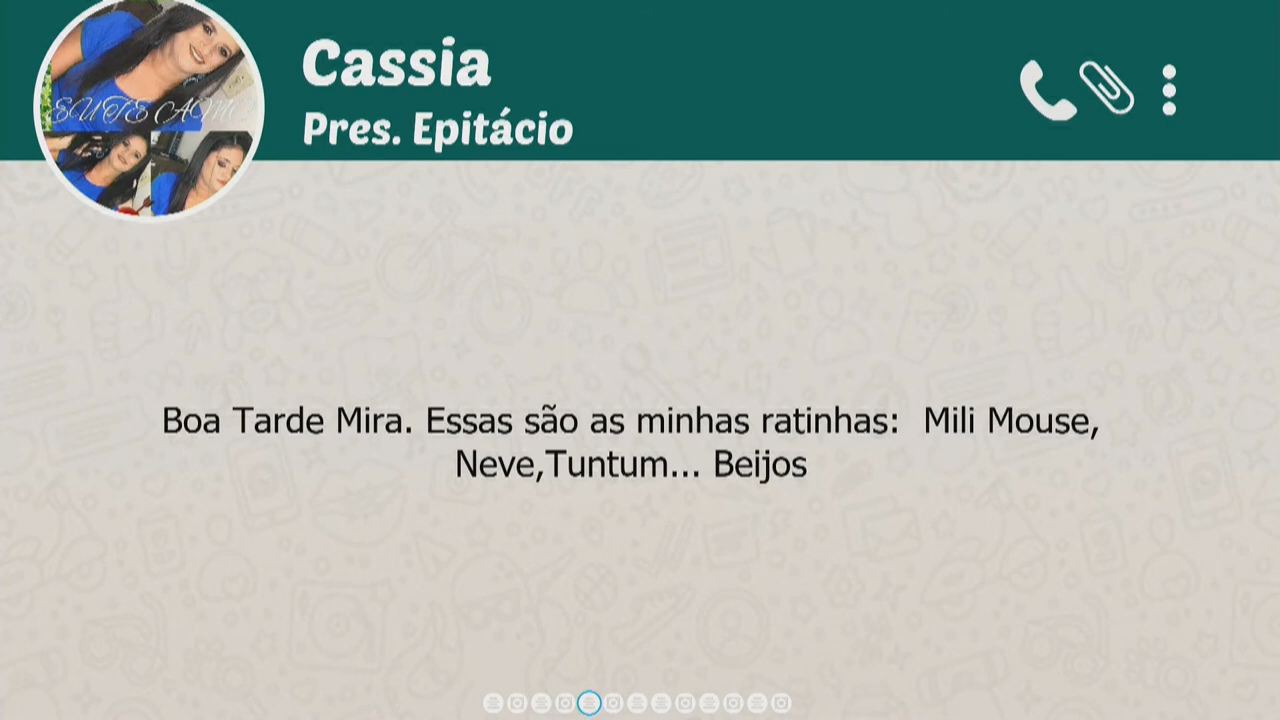 Cassia
Pres. Epitácio
Boa Tarde Mira. Essas são as minhas ratinhas:  Mili Mouse,
Neve,Tuntum... Beijos